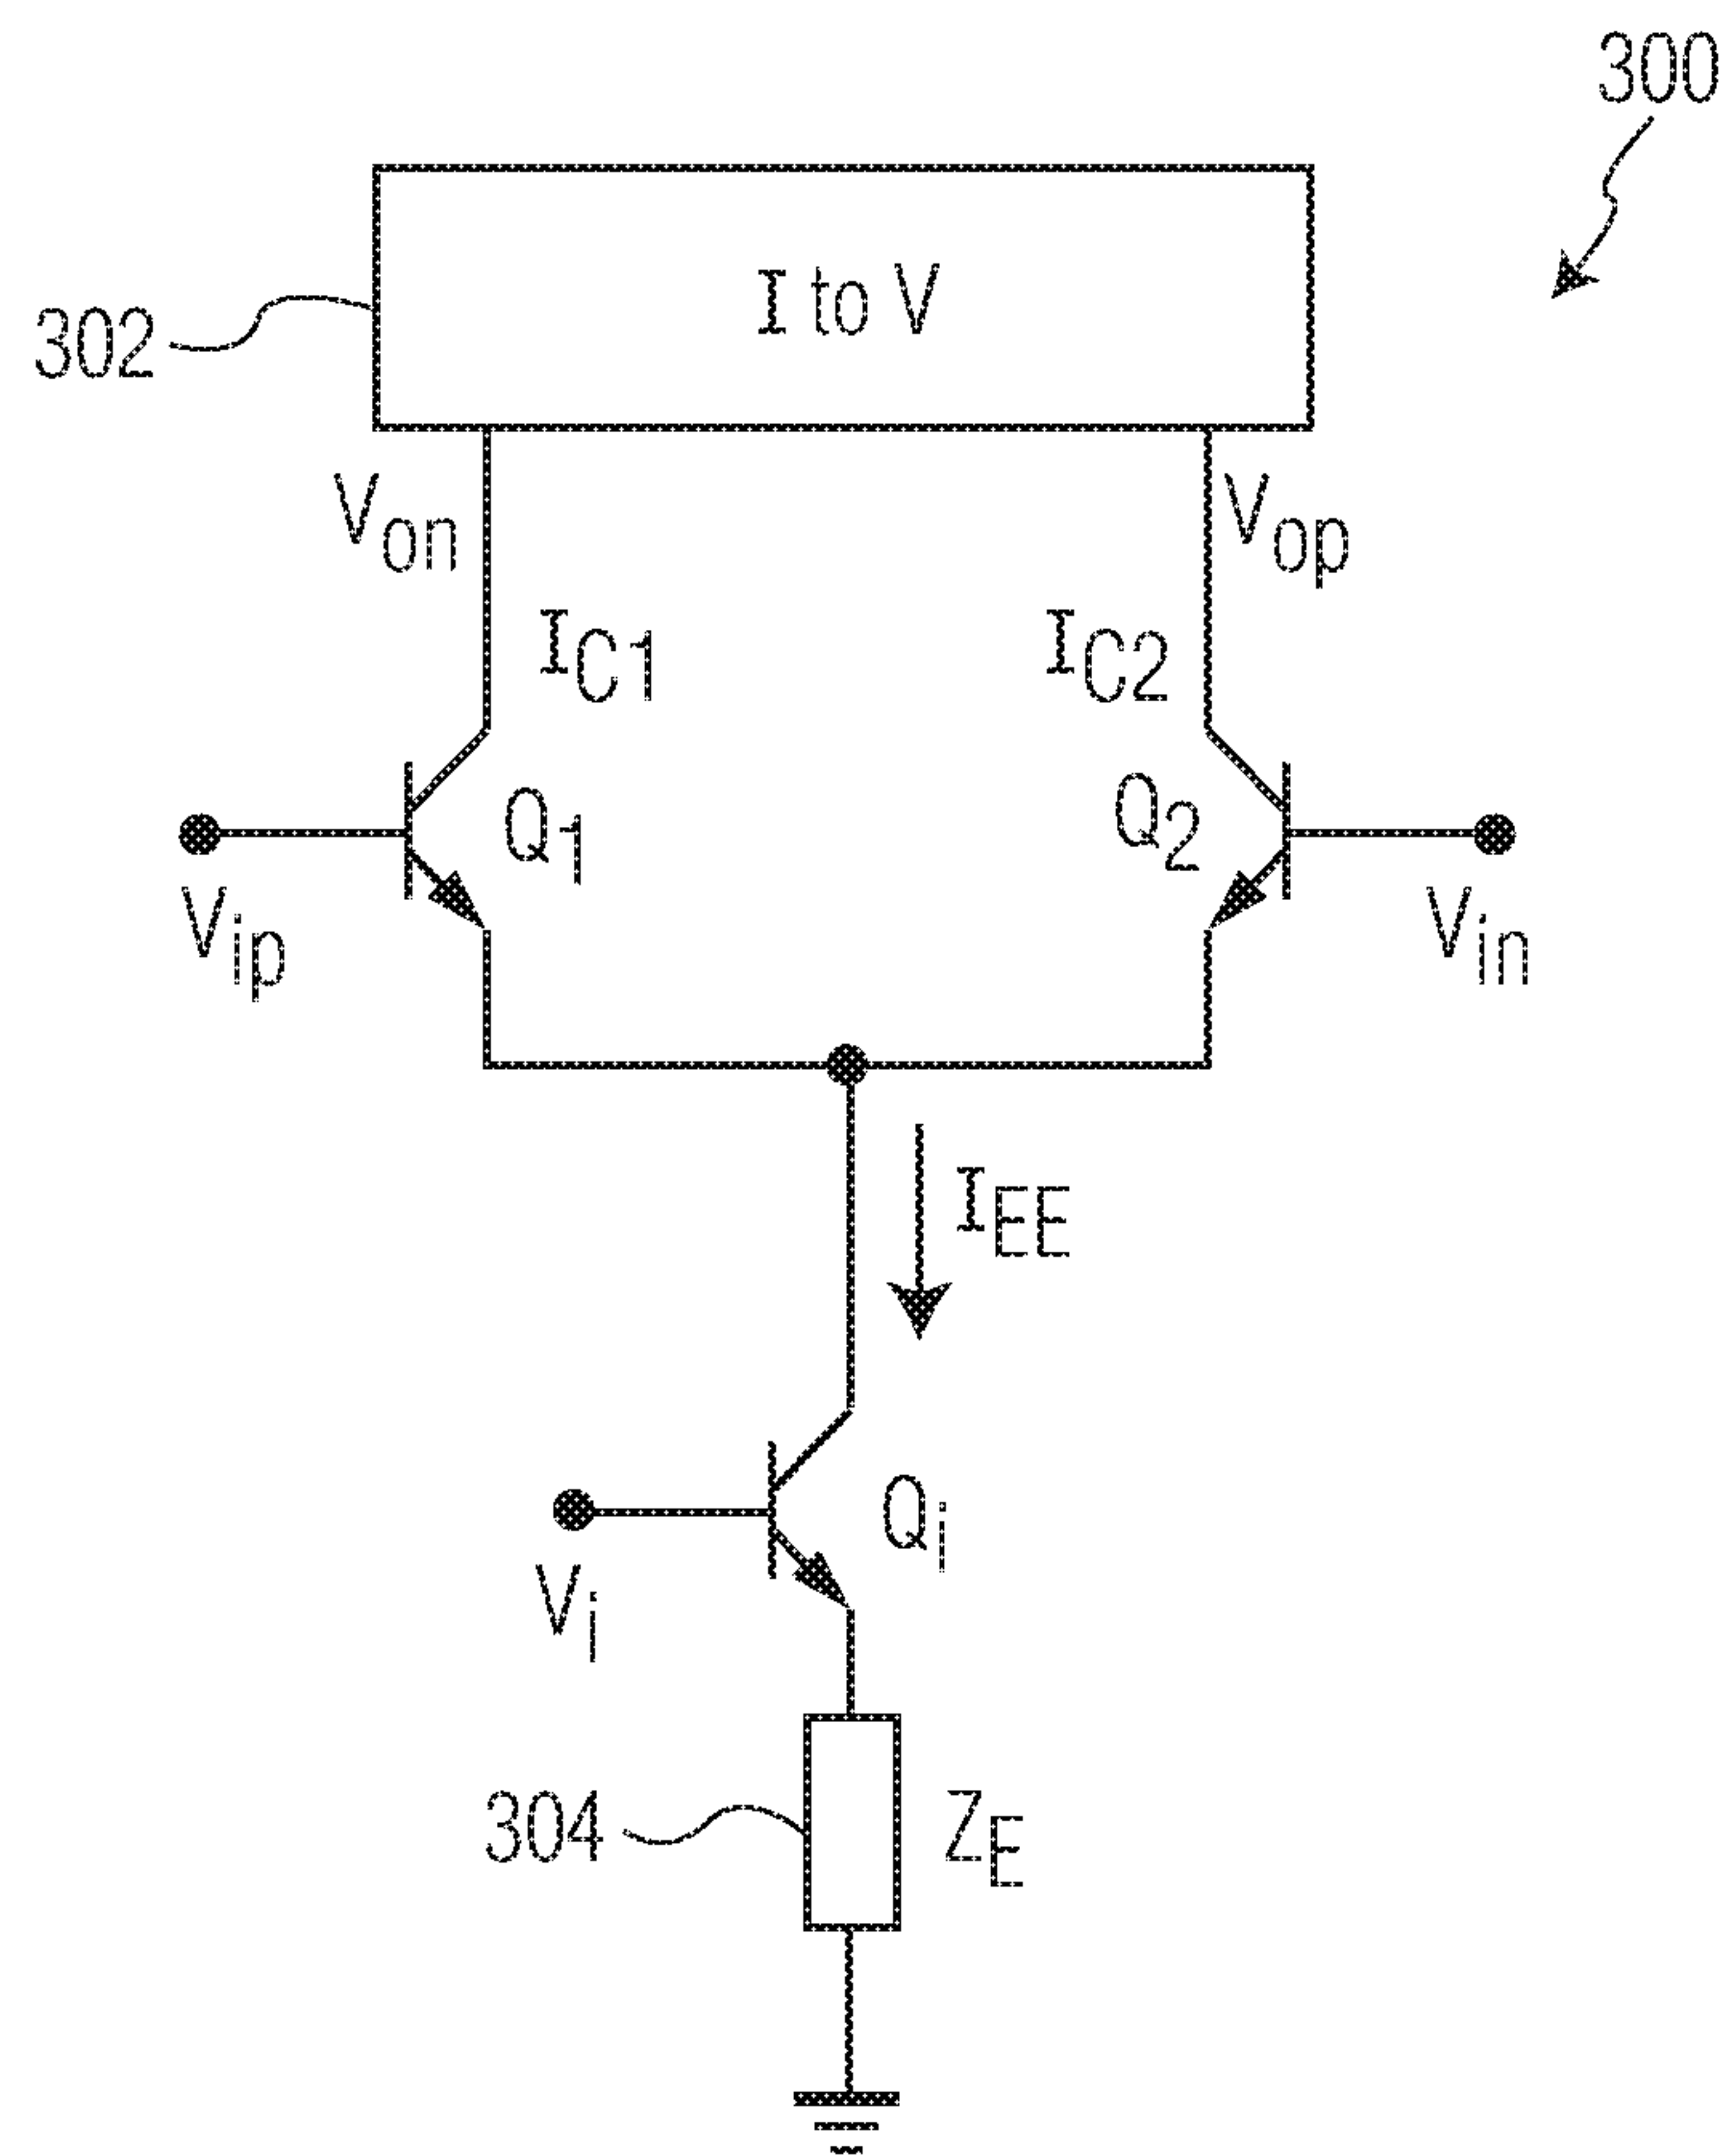 300
I to V
302
Von
Vop
IC1
IC2
Q1
Q2
Vip
Vin
IEE
Qi
Vi
304
ZE